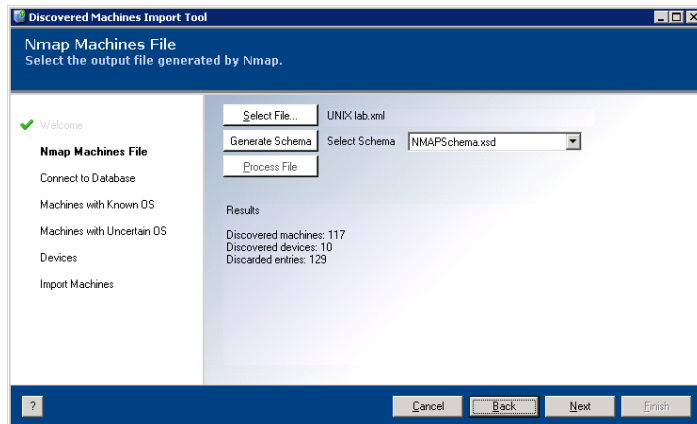 Discovered Machines Import Tool
Nmap Machines File
Select the output file generated by Nmap.
Welcome
Nmap Machines File
Connect to Database
Machines with Known OS
Machines with Uncertain OS
Devices
Import Machines
Select File... UNIX lab.xml
Generate Schema Select Schema NMAPSchema.xsd
Process File
Results
Discovered machines: 117
Discovered devices: 10
Discarded entries: 129
? Cancel Back Next Finish